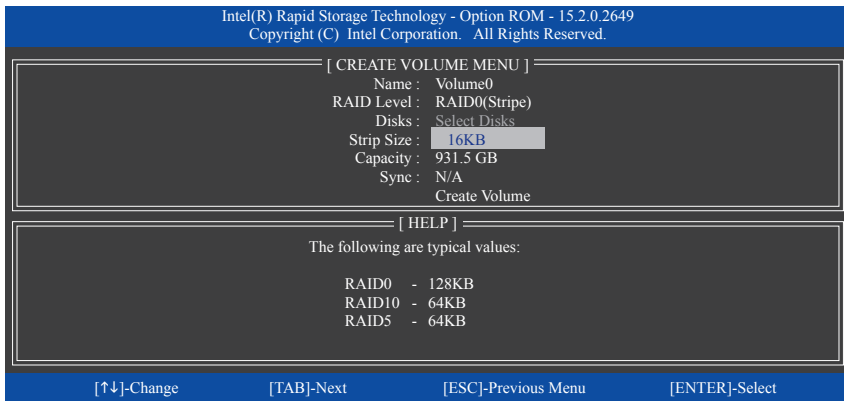 Intel(R) Rapid Storage Technology - Option ROM - 15.2.0.2649
Copyright (C) Intel Corporation. All Rights Reserved.
[ CREATE VOLUME MENU ]
Name : Volume0
RAID Level : RAID0(Stripe)
Disks : Select Disks
Strip Size : 16KB
Capacity : 931.5 GB
Sync : N/A
Create Volume
[ HELP ]
The following are typical values:
RAID0 - 128KB
RAID10 - 64KB
RAID5 - 64KB
[↑↓]-Change [TAB]-Next [ESC]-Previous Menu [ENTER]-Select